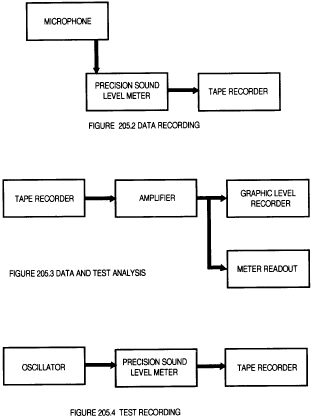 MICROPHONE
PRECISION SOUND
LEVEL METER
TAPE RECORDER
FIGURE 205.2 DATA RECORDING
TAPE RECORDER
AMPLIFIER
GRAPHIC LEVEL
RECORDER
METER READOUT
FIGURE 205.3 DATA AND TEST ANALYSIS
OSCILLATOR
PRECISION SOUND
LEVEL METER
TAPE RECORDER
FIGURE 205.4 TEST RECORDING